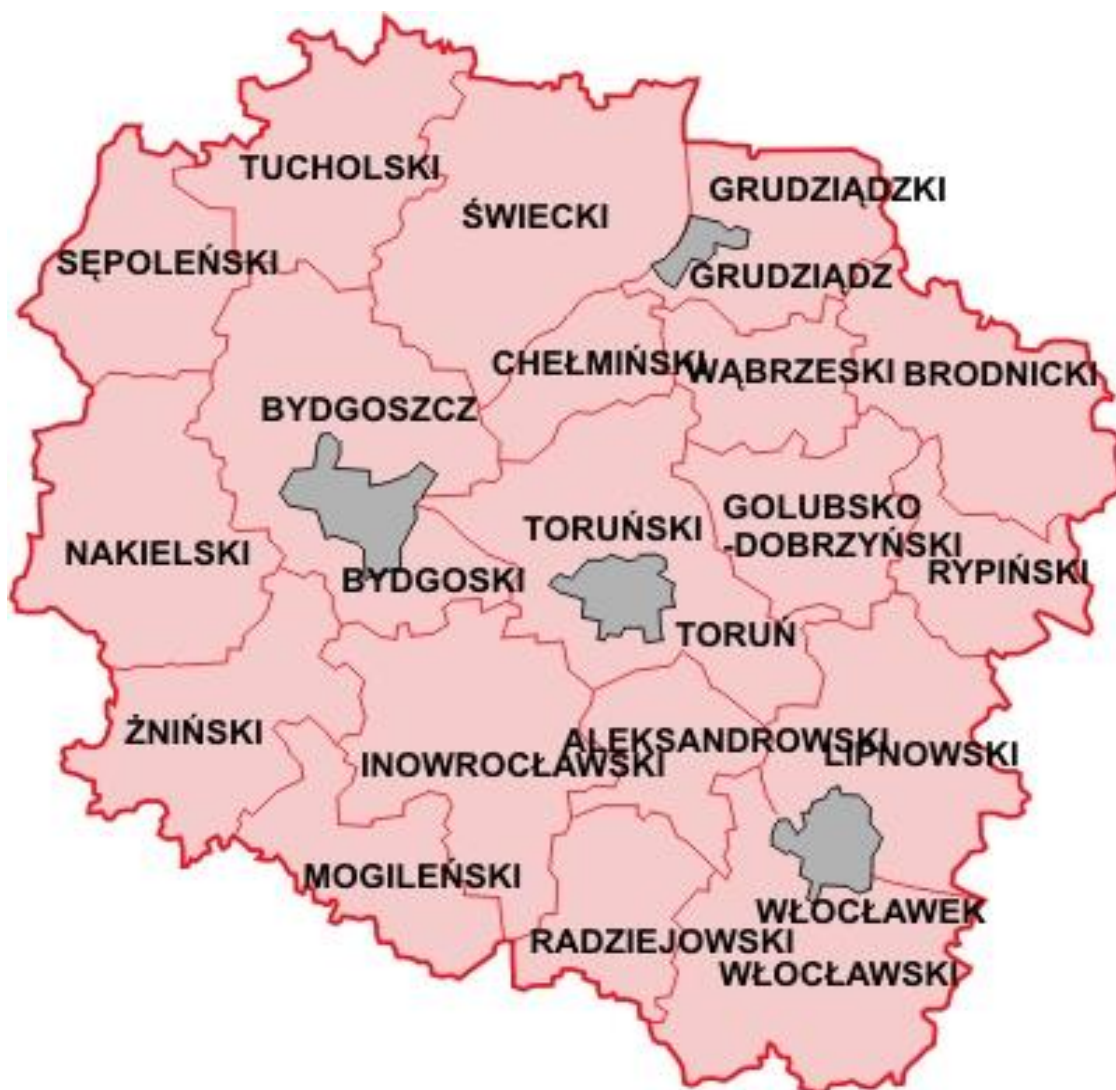 TUCHOLSKI
GRUDZIĄDZKI
ŚWIECKI
SĘPOLEŃSKI
GRUDZIĄDZ
CHEŁMIŃSKI
WĄBRZESKI
BRODNICKI
BYDGOSZCZ
GOLUBSKO
-DOBRZYŃSKI
TORUŃSKI
NAKIELSKI
RYPIŃSKI
BYDGOSKI
TORUŃ
ŻNIŃSKI
ALEKSANDROWSKI
LIPNOWSKI
INOWROCŁAWSKI
MOGILEŃSKI
WŁOCŁAWEK
RADZIEJOWSKI
WŁOCŁAWSKI